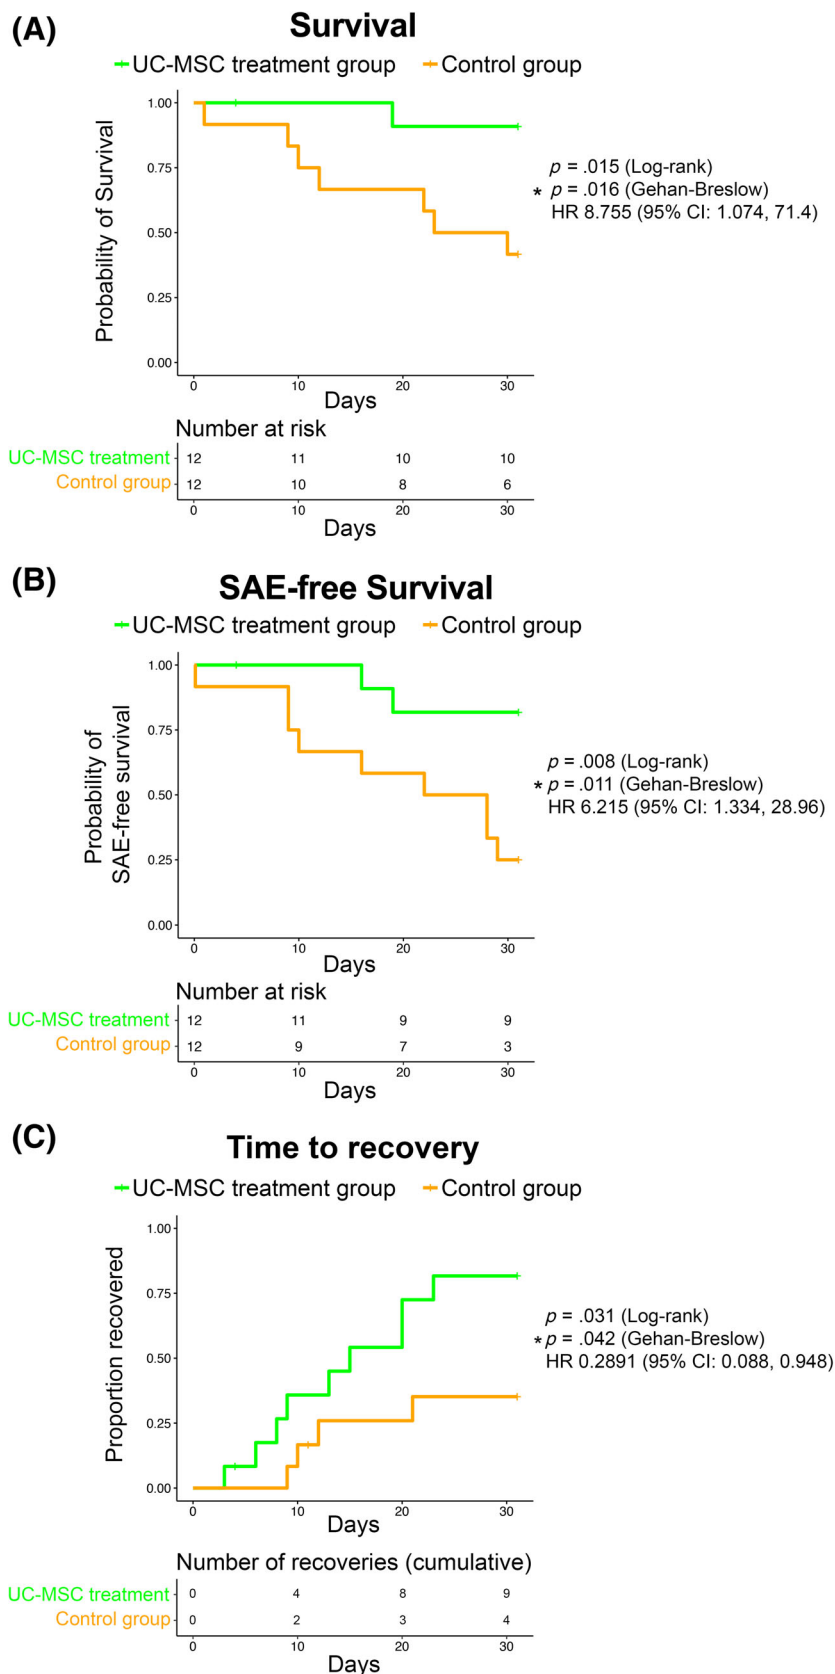 (A)
Survival
UC-MSC treatment group Control group
Probability of Survival
1.00
0.75
0.50
0.25
0.00
p = .015 (Log-rank)
* p = .016 (Gehan-Breslow)
HR 8.755 (95% CI: 1.074, 71.4)
0 10 20 30
Days
Number at risk
UC-MSC treatment 12 11 10 10
Control group 12 10 8 6
0 10 20 30
Days
(B)
SAE-free Survival
UC-MSC treatment group Control group
Probability of
SAE-free survival
1.00
0.75
0.50
0.25
0.00
p = .008 (Log-rank)
* p = .011 (Gehan-Breslow)
HR 6.215 (95% CI: 1.334, 28.96)
0 10 20 30
Days
Number at risk
UC-MSC treatment 12 11 9 9
Control group 12 9 7 3
0 10 20 30
Days
(C)
Time to recovery
UC-MSC treatment group Control group
Proportion recovered
1.00
0.75
0.50
0.25
0.00
p = .031 (Log-rank)
* p = .042 (Gehan-Breslow)
HR 0.2891 (95% CI: 0.088, 0.948)
0 10 20 30
Days
Number of recoveries (cumulative)
UC-MSC treatment 0 4 8 9
Control group 0 2 3 4
0 10 20 30
Days